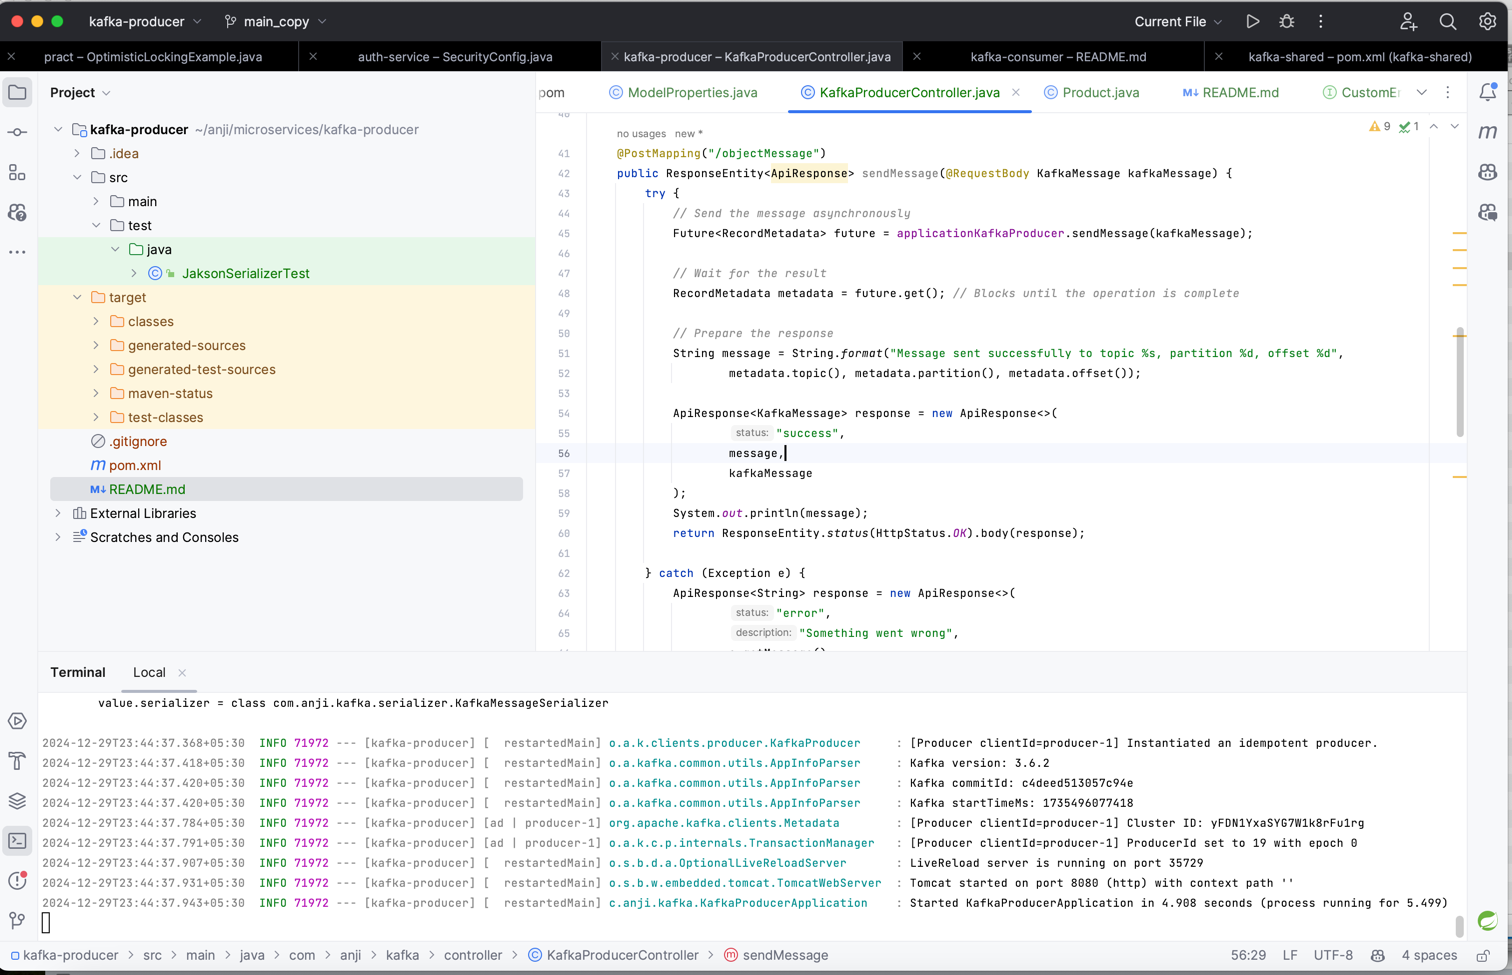 kafka-producer
main_copy
Current File
pract – OptimisticLockingExample.java
auth-service – SecurityConfig.java
kafka-producer – KafkaProducerController.java
kafka-consumer – README.md
kafka-shared – pom.xml (kafka-shared)
Project
pom
ModelProperties.java
KafkaProducerController.java
Product.java
README.md
CustomEr
kafka-producer ~/anji/microservices/kafka-producer
.idea
src
main
test
java
JaksonSerializerTest
target
classes
generated-sources
generated-test-sources
maven-status
test-classes
.gitignore
pom.xml
README.md
External Libraries
Scratches and Consoles
9 1
40
no usages new *
41 @PostMapping("/objectMessage")
42 public ResponseEntity<ApiResponse> sendMessage(@RequestBody KafkaMessage kafkaMessage) {
43 try {
44 // Send the message asynchronously
45 Future<RecordMetadata> future = applicationKafkaProducer.sendMessage(kafkaMessage);
46
47 // Wait for the result
48 RecordMetadata metadata = future.get(); // Blocks until the operation is complete
49
50 // Prepare the response
51 String message = String.format("Message sent successfully to topic %s, partition %d, offset %d",
52 metadata.topic(), metadata.partition(), metadata.offset());
53
54 ApiResponse<KafkaMessage> response = new ApiResponse<>(
55 status: "success",
56 message,
57 kafkaMessage
58 );
59 System.out.println(message);
60 return ResponseEntity.status(HttpStatus.OK).body(response);
61
62 } catch (Exception e) {
63 ApiResponse<String> response = new ApiResponse<>(
64 status: "error",
65 description: "Something went wrong",
Terminal
Local
value.serializer = class com.anji.kafka.serializer.KafkaMessageSerializer
2024-12-29T23:44:37.368+05:30 INFO 71972 --- [kafka-producer] [ restartedMain] o.a.k.clients.producer.KafkaProducer : [Producer clientId=producer-1] Instantiated an idempotent producer.
2024-12-29T23:44:37.418+05:30 INFO 71972 --- [kafka-producer] [ restartedMain] o.a.kafka.common.utils.AppInfoParser : Kafka version: 3.6.2
2024-12-29T23:44:37.420+05:30 INFO 71972 --- [kafka-producer] [ restartedMain] o.a.kafka.common.utils.AppInfoParser : Kafka commitId: c4deed513057c94e
2024-12-29T23:44:37.420+05:30 INFO 71972 --- [kafka-producer] [ restartedMain] o.a.kafka.common.utils.AppInfoParser : Kafka startTimeMs: 1735496077418
2024-12-29T23:44:37.784+05:30 INFO 71972 --- [kafka-producer] [ad | producer-1] org.apache.kafka.clients.Metadata : [Producer clientId=producer-1] Cluster ID: yFDN1YxaSYG7W1k8rFu1rg
2024-12-29T23:44:37.791+05:30 INFO 71972 --- [kafka-producer] [ad | producer-1] o.a.k.c.p.internals.TransactionManager : [Producer clientId=producer-1] ProducerId set to 19 with epoch 0
2024-12-29T23:44:37.907+05:30 INFO 71972 --- [kafka-producer] [ restartedMain] o.s.b.d.a.OptionalLiveReloadServer : LiveReload server is running on port 35729
2024-12-29T23:44:37.931+05:30 INFO 71972 --- [kafka-producer] [ restartedMain] o.s.b.w.embedded.tomcat.TomcatWebServer : Tomcat started on port 8080 (http) with context path ''
2024-12-29T23:44:37.943+05:30 INFO 71972 --- [kafka-producer] [ restartedMain] c.anji.kafka.KafkaProducerApplication : Started KafkaProducerApplication in 4.908 seconds (process running for 5.499)
kafka-producer > src > main > java > com > anji > kafka > controller > KafkaProducerController > sendMessage
56:29 LF UTF-8 4 spaces